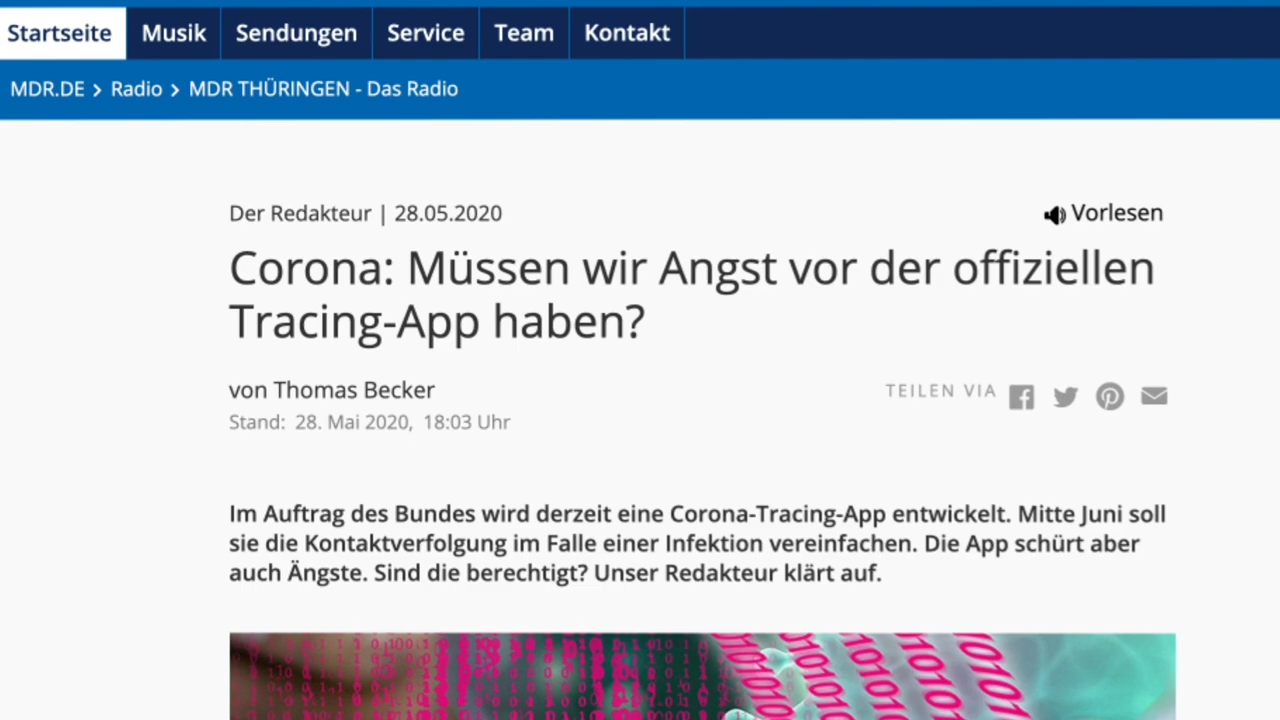 Startseite Musik Sendungen Service Team Kontakt
MDR.DE > Radio > MDR THÜRINGEN - Das Radio
Der Redakteur | 28.05.2020 Vorlesen
Corona: Müssen wir Angst vor der offiziellen
Tracing-App haben?
von Thomas Becker TEILEN VIA
Stand: 28. Mai 2020, 18:03 Uhr
Im Auftrag des Bundes wird derzeit eine Corona-Tracing-App entwickelt. Mitte Juni soll
sie die Kontaktverfolgung im Falle einer Infektion vereinfachen. Die App schürt aber
auch Ängste. Sind die berechtigt? Unser Redakteur klärt auf.